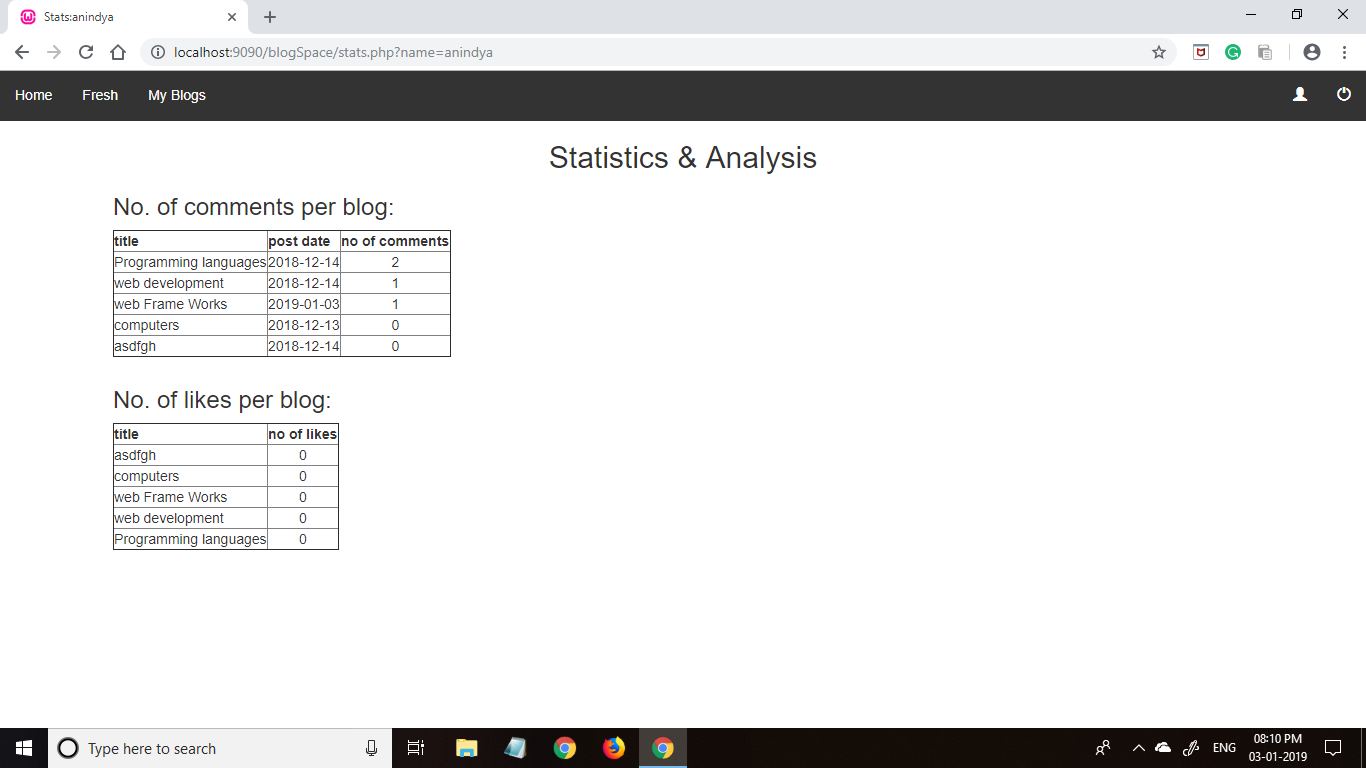 Stats:anindya
localhost:9090/blogSpace/stats.php?name=anindya
Home Fresh My Blogs
Statistics & Analysis
No. of comments per blog:
title post date no of comments
Programming languages 2018-12-14 2
web development 2018-12-14 1
web Frame Works 2019-01-03 1
computers 2018-12-13 0
asdfgh 2018-12-14 0
No. of likes per blog:
title no of likes
asdfgh 0
computers 0
web Frame Works 0
web development 0
Programming languages 0
Type here to search
ENG
08:10 PM
03-01-2019